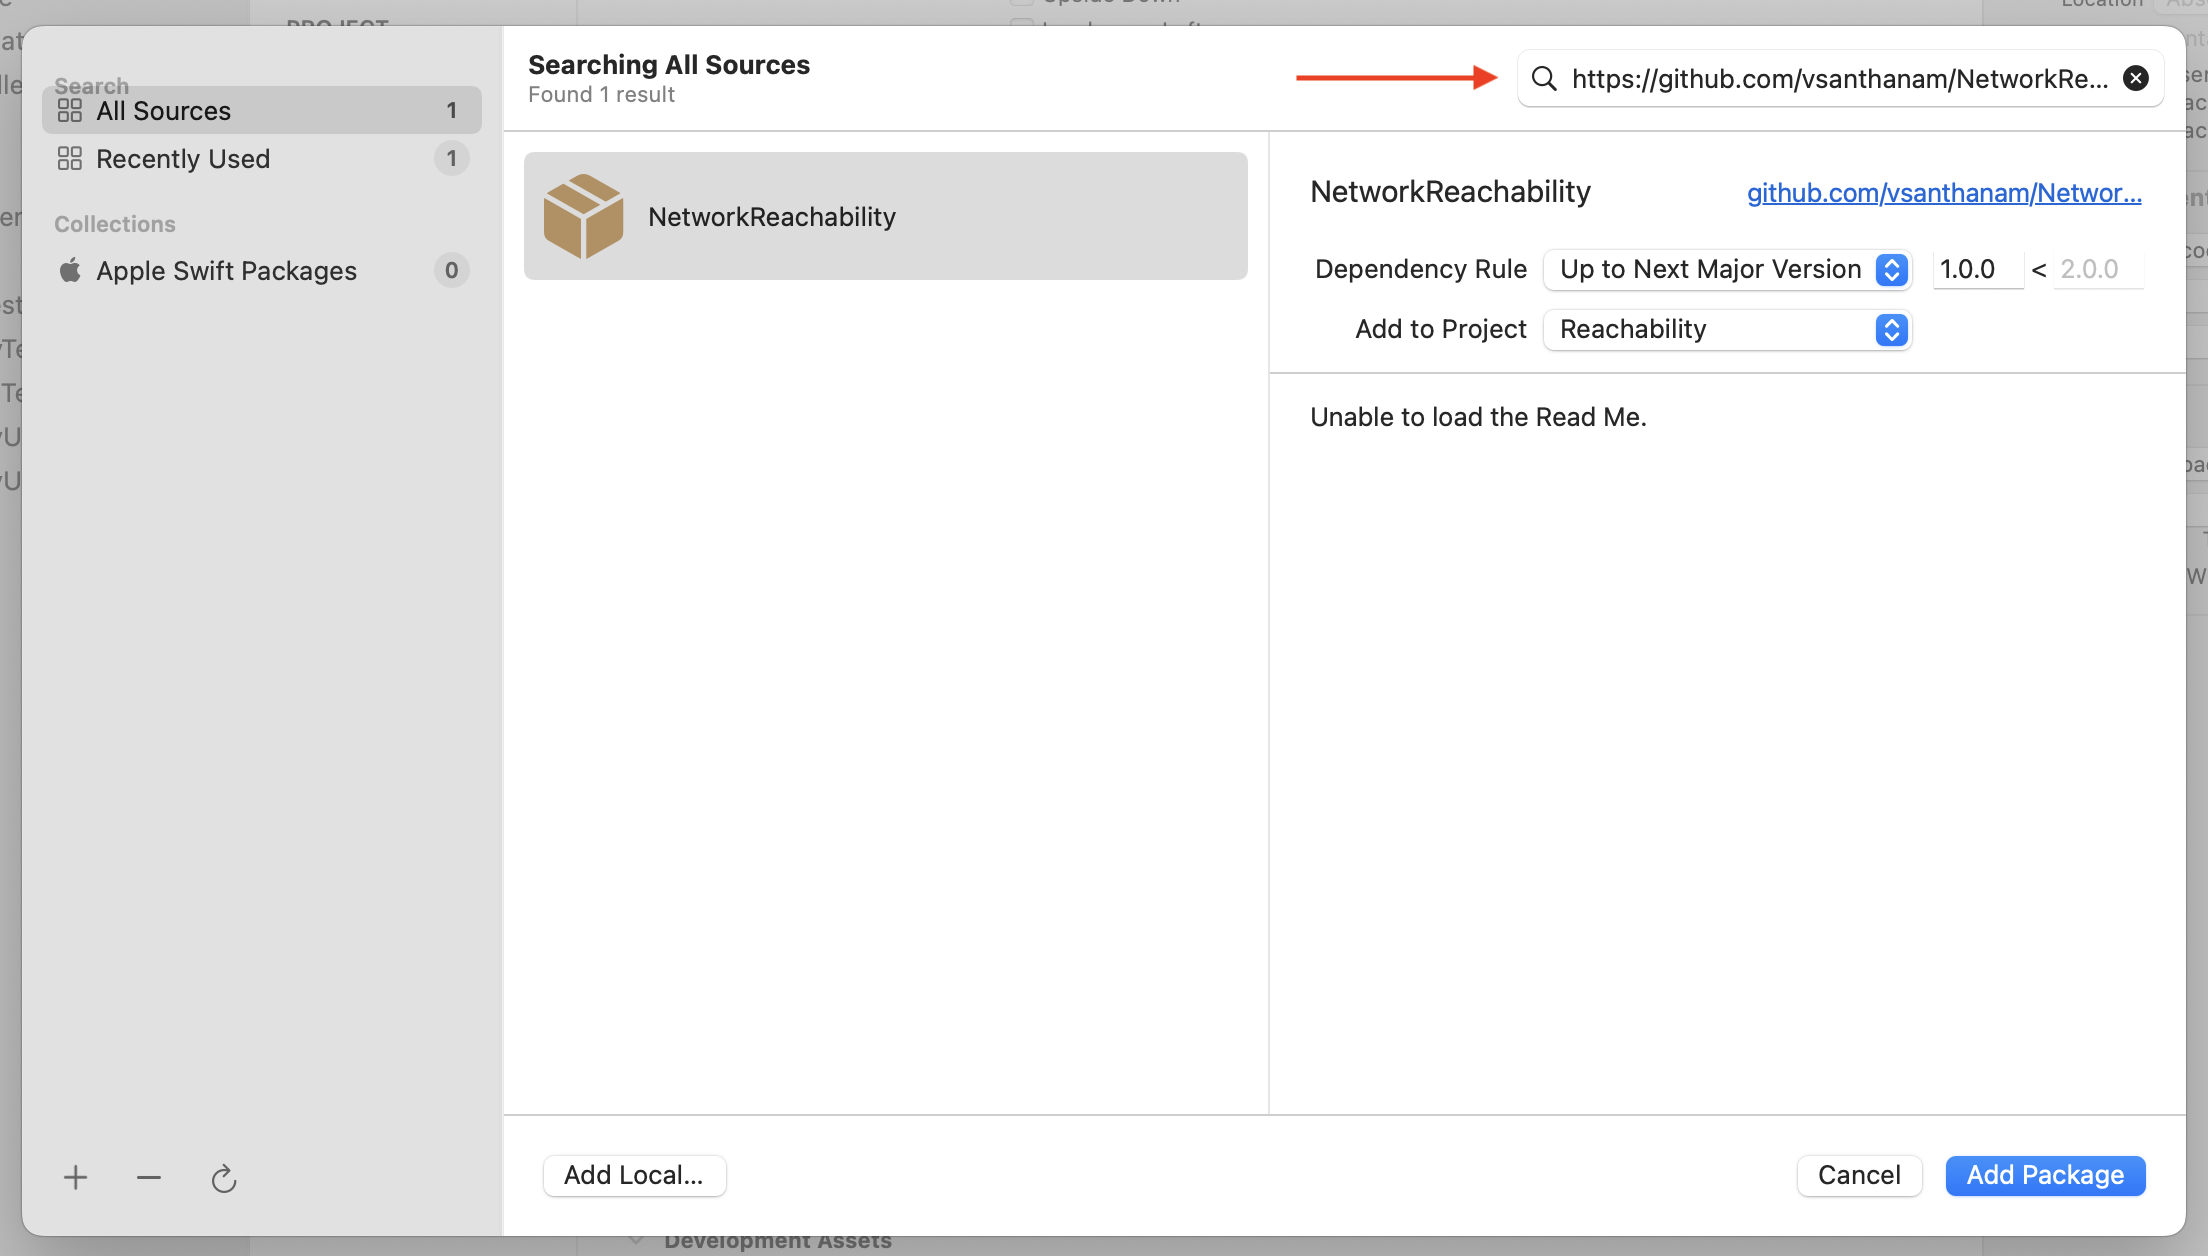 PROJECT
Location
Search
All Sources 1
Recently Used 1
Collections
Apple Swift Packages 0
Searching All Sources
Found 1 result
https://github.com/vsanthanam/NetworkRe...
NetworkReachability
NetworkReachability
github.com/vsanthanam/Networ...
Dependency Rule Up to Next Major Version 1.0.0 < 2.0.0
Add to Project Reachability
Unable to load the Read Me.
Add Local...
Cancel
Add Package
Development Assets